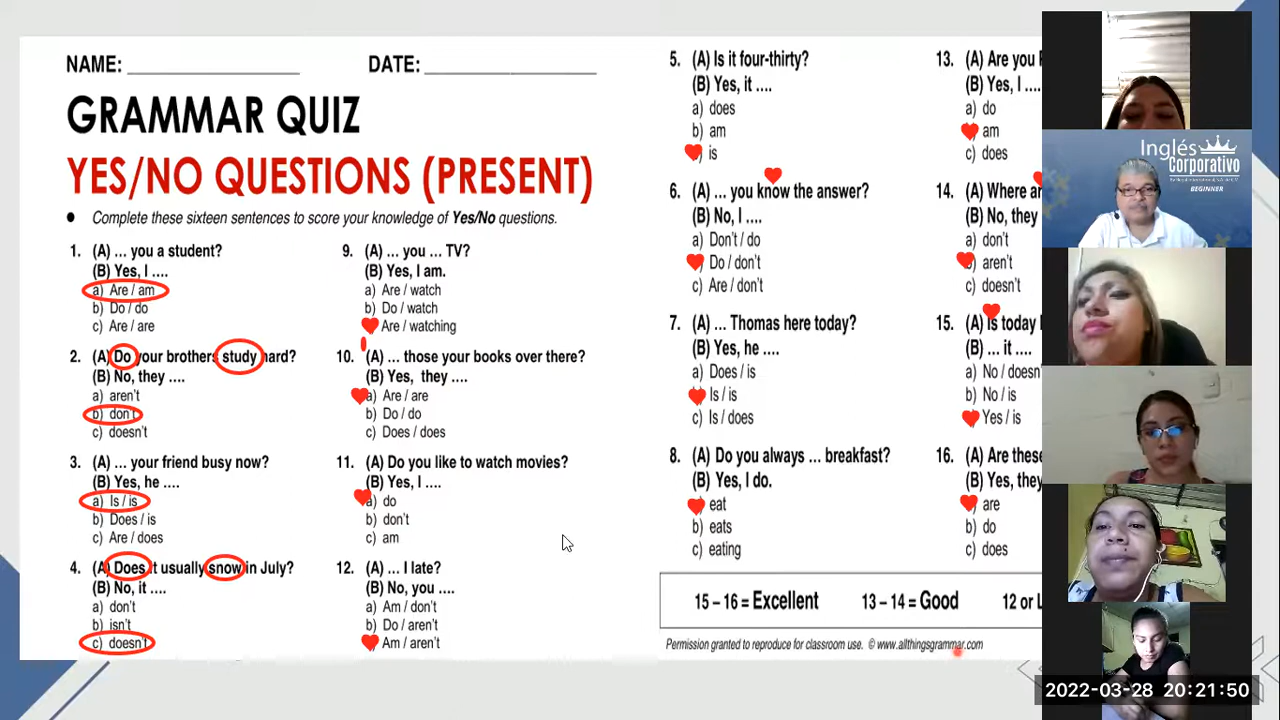 NAME: ___________________ DATE: ___________________
GRAMMAR QUIZ
YES/NO QUESTIONS (PRESENT)
● Complete these sixteen sentences to score your knowledge of Yes/No questions.
1. (A) … you a student?
(B) Yes, I ….
a) Are / am
b) Do / do
c) Are / are
2. (A) Do your brothers study hard?
(B) No, they ….
a) aren't
b) don't
c) doesn't
3. (A) … your friend busy now?
(B) Yes, he ….
a) Is / is
b) Does / is
c) Are / does
4. (A) Does it usually snow in July?
(B) No, it ….
a) don't
b) isn't
c) doesn't
9. (A) … you … TV?
(B) Yes, I am.
a) Are / watch
b) Do / watch
Are / watching
10. (A) … those your books over there?
(B) Yes, they ….
a) Are / are
b) Do / do
c) Does / does
11. (A) Do you like to watch movies?
(B) Yes, I ….
a) do
b) don't
c) am
12. (A) … I late?
(B) No, you ….
a) Am / don't
b) Do / aren't
Am / aren't
5. (A) Is it four-thirty?
(B) Yes, it ….
a) does
b) am
is
6. (A) … you know the answer?
(B) No, I ….
a) Don't / do
Do / don't
c) Are / don't
7. (A) … Thomas here today?
(B) Yes, he ….
a) Does / is
Is / is
c) Is / does
8. (A) Do you always … breakfast?
(B) Yes, I do.
eat
b) eats
c) eating
13. (A) Are you
(B) Yes, I ….
a) do
am
c) does
14. (A) Where
(B) No, they
a) don't
aren't
c) doesn't
15. (A) Is today
(B) … it ….
a) No / doesn'
b) No / is
Yes / is
16. (A) Are these
(B) Yes, they
are
b) do
c) does
15 – 16 = Excellent 13 – 14 = Good 12 or
Permission granted to reproduce for classroom use. © www.allthingsgrammar.com
Inglés
Corporativo
BEGINNER
2022-03-28 20:21:50